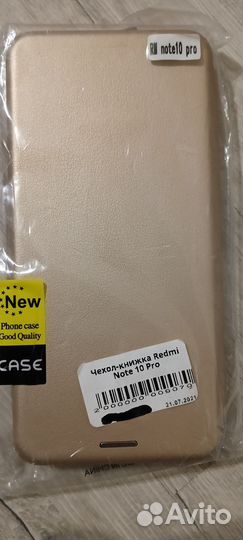 RM note10 pro
New
Phone case
Good Quality
CASE
Чехол-книжка Redmi
Note 10 Pro
2000000006079
21.07.2021
Avito